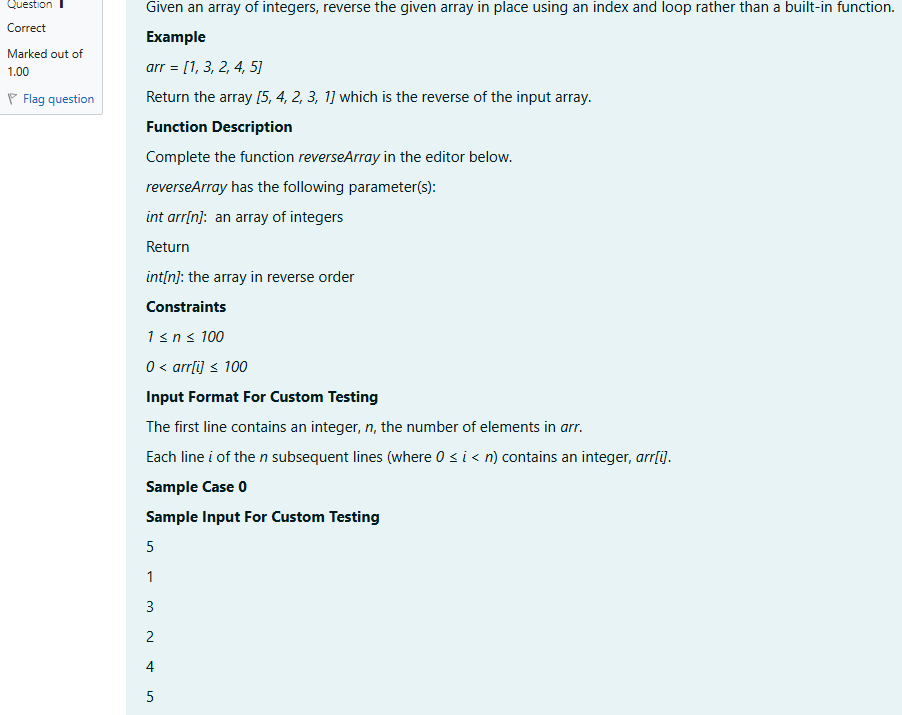 Question 1
Correct
Marked out of
1.00
Flag question
Given an array of integers, reverse the given array in place using an index and loop rather than a built-in function.
Example
arr = [1, 3, 2, 4, 5]
Return the array [5, 4, 2, 3, 1] which is the reverse of the input array.
Function Description
Complete the function reverseArray in the editor below.
reverseArray has the following parameter(s):
int arr[n]: an array of integers
Return
int[n]: the array in reverse order
Constraints
1 ≤ n ≤ 100
0 < arr[i] ≤ 100
Input Format For Custom Testing
The first line contains an integer, n, the number of elements in arr.
Each line i of the n subsequent lines (where 0 ≤ i < n) contains an integer, arr[i].
Sample Case 0
Sample Input For Custom Testing
5
1
3
2
4
5